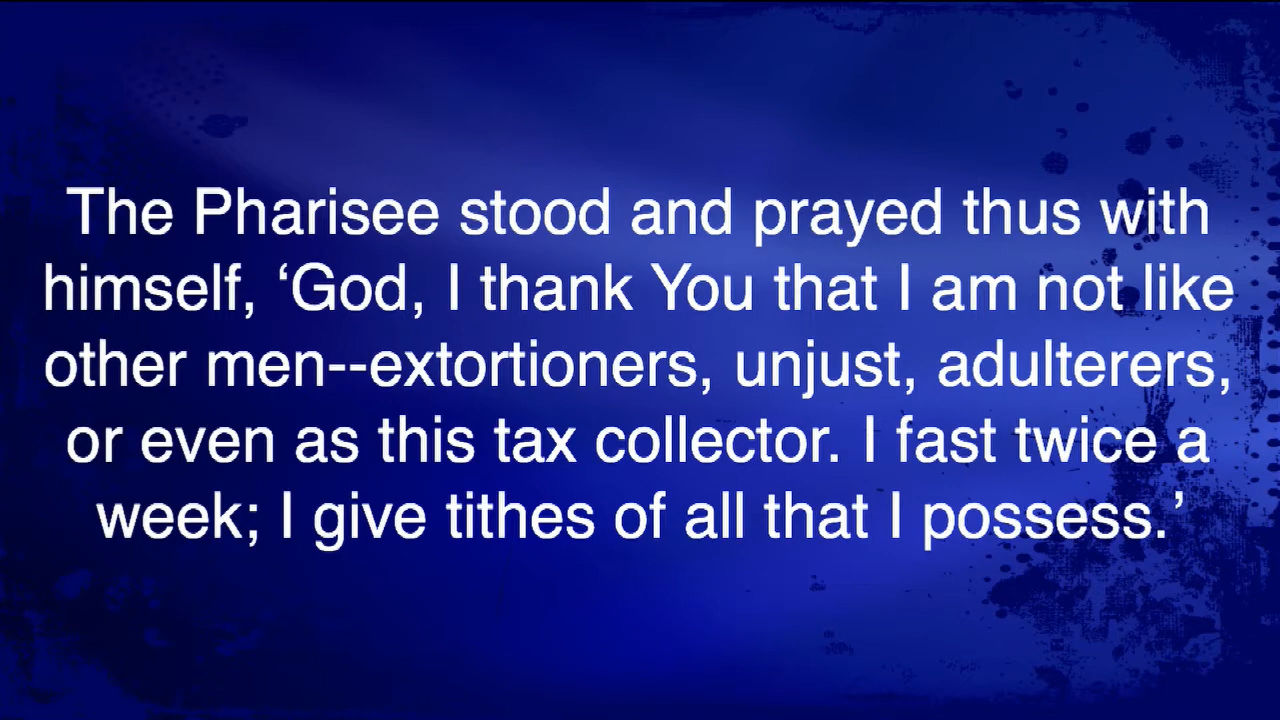 The Pharisee stood and prayed thus with
himself, ‘God, I thank You that I am not like
other men--extortioners, unjust, adulterers,
or even as this tax collector. I fast twice a
week; I give tithes of all that I possess.’